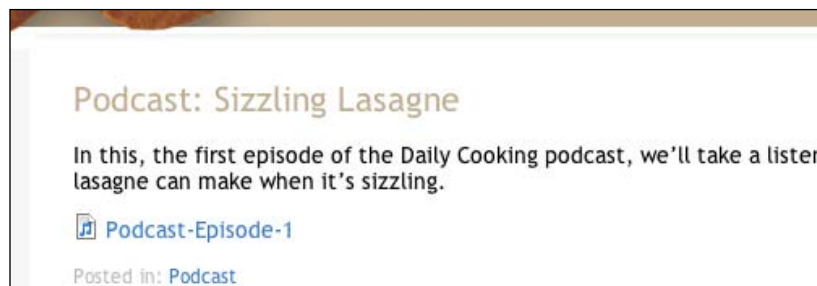 Podcast: Sizzling Lasagne
In this, the first episode of the Daily Cooking podcast, we’ll take a listen
lasagne can make when it’s sizzling.
Podcast-Episode-1
Posted in: Podcast